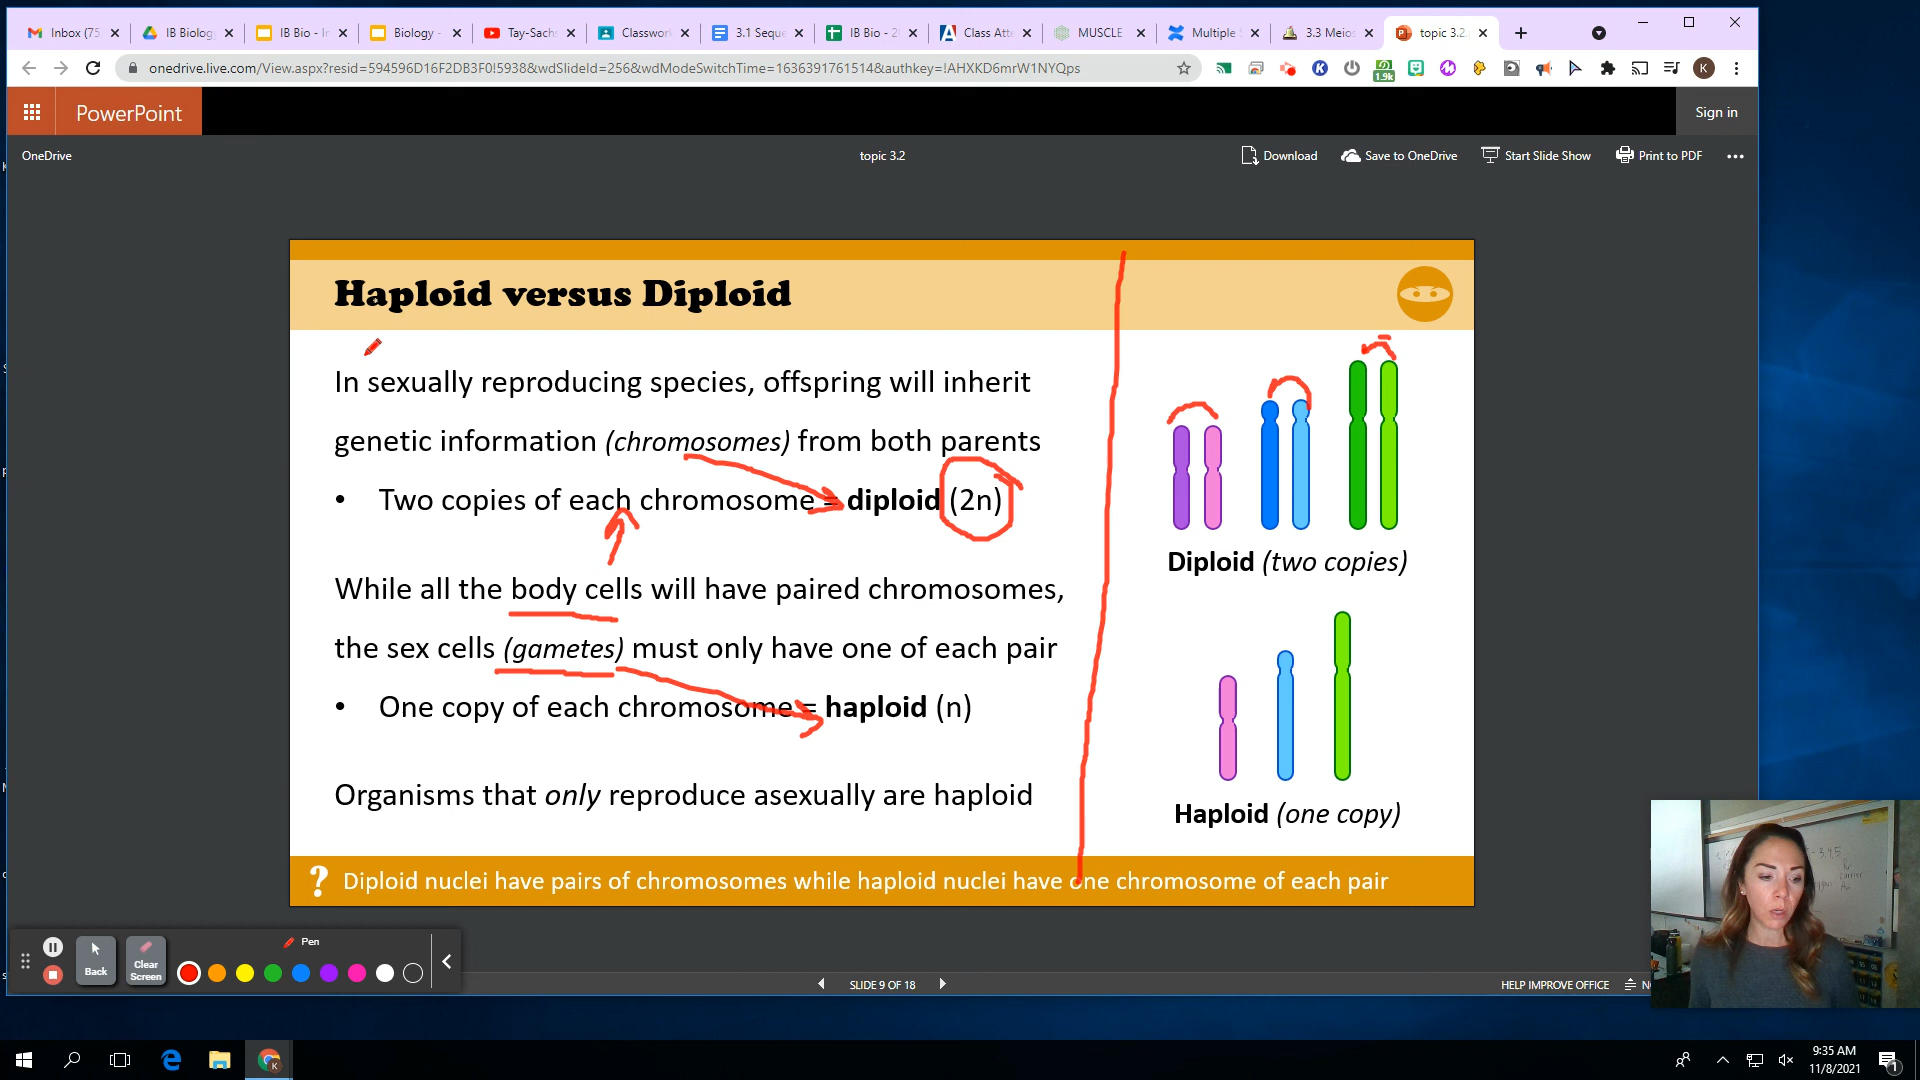 Inbox (75
IB Biolog
IB Bio - In
Biology -
Tay-Sachs
Classwor
3.1 Seque
IB Bio - 2
Class Atte
MUSCLE
Multiple S
3.3 Meios
topic 3.2.
onedrive.live.com/View.aspx?resid=594596D16F2DB3F0!5938&wdSlideId=256&wdModeSwitchTime=1636391761514&authkey=!AHXKD6mrW1NYQps
1.9k
K
PowerPoint
Sign in
OneDrive
topic 3.2
Download
Save to OneDrive
Start Slide Show
Print to PDF
Haploid versus Diploid
In sexually reproducing species, offspring will inherit
genetic information (chromosomes) from both parents
• Two copies of each chromosome = diploid (2n)
While all the body cells will have paired chromosomes,
the sex cells (gametes) must only have one of each pair
• One copy of each chromosome = haploid (n)
Organisms that only reproduce asexually are haploid
Diploid (two copies)
Haploid (one copy)
? Diploid nuclei have pairs of chromosomes while haploid nuclei have one chromosome of each pair
Back
Clear
Screen
Pen
SLIDE 9 OF 18
HELP IMPROVE OFFICE
9:35 AM
11/8/2021
1